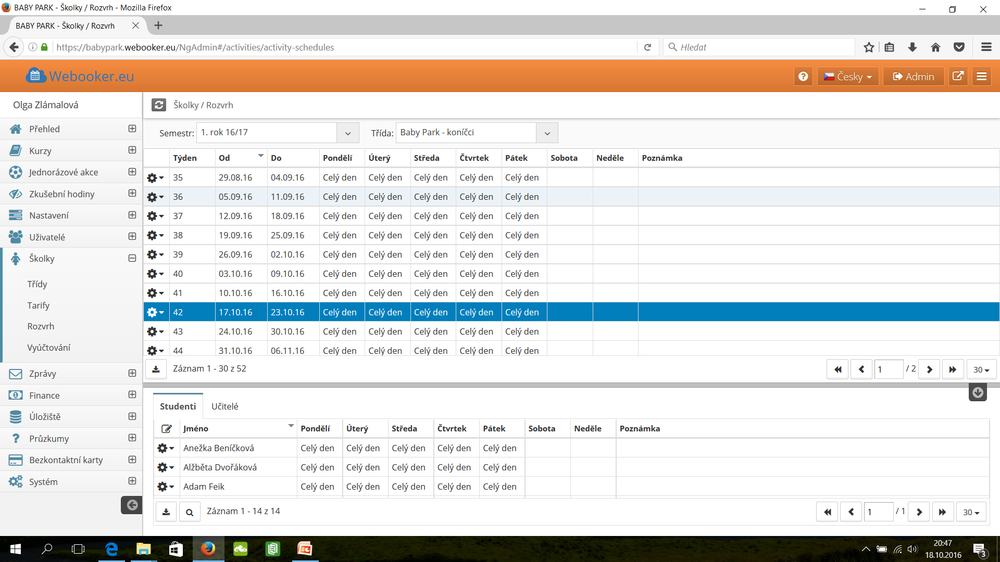 BABY PARK - Školky / Rozvrh - Mozilla Firefox
BABY PARK - Školky / Rozvrh
https://babypark.webooker.eu/NgAdmin#/activities/activity-schedules
Hledat
Webooker.eu
Česky
Admin
Olga Zlámalová
Školky / Rozvrh
Přehled
Kurzy
Jednorázové akce
Zkušební hodiny
Nastavení
Uživatelé
Školky
Třídy
Tarify
Rozvrh
Vyúčtování
Zprávy
Finance
Úložiště
Průzkumy
Bezkontaktní karty
Systém
Semestr: 1. rok 16/17 Třída: Baby Park - koníčci
Týden Od Do Pondělí Úterý Středa Čtvrtek Pátek Sobota Neděle Poznámka
35 29.08.16 04.09.16 Celý den Celý den Celý den Celý den Celý den
36 05.09.16 11.09.16 Celý den Celý den Celý den Celý den Celý den
37 12.09.16 18.09.16 Celý den Celý den Celý den Celý den Celý den
38 19.09.16 25.09.16 Celý den Celý den Celý den Celý den Celý den
39 26.09.16 02.10.16 Celý den Celý den Celý den Celý den Celý den
40 03.10.16 09.10.16 Celý den Celý den Celý den Celý den Celý den
41 10.10.16 16.10.16 Celý den Celý den Celý den Celý den Celý den
42 17.10.16 23.10.16 Celý den Celý den Celý den Celý den Celý den
43 24.10.16 30.10.16 Celý den Celý den Celý den Celý den Celý den
44 31.10.16 06.11.16 Celý den Celý den Celý den Celý den Celý den
Záznam 1 - 30 z 52
1 / 2
30
Studenti Učitelé
Jméno Pondělí Úterý Středa Čtvrtek Pátek Sobota Neděle Poznámka
Anežka Beníčková Celý den Celý den Celý den Celý den Celý den
Alžběta Dvořáková Celý den Celý den Celý den Celý den Celý den
Adam Feik Celý den Celý den Celý den Celý den Celý den
Záznam 1 - 14 z 14
1 / 1
30
20:47
18.10.2016
3